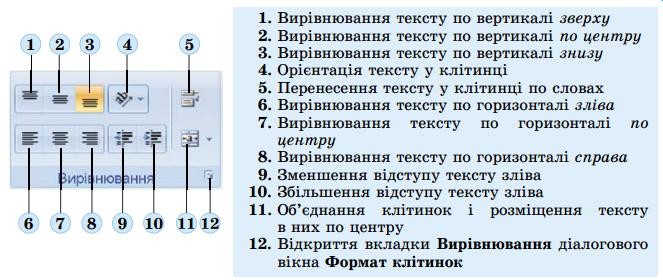 1 2 3 4 5
Вирівнювання
6 7 8 9 10 11 12
1. Вирівнювання тексту по вертикалі зверху
2. Вирівнювання тексту по вертикалі по центру
3. Вирівнювання тексту по вертикалі знизу
4. Орієнтація тексту у клітинці
5. Перенесення тексту у клітинці по словах
6. Вирівнювання тексту по горизонталі зліва
7. Вирівнювання тексту по горизонталі по
центру
8. Вирівнювання тексту по горизонталі справа
9. Зменшення відступу тексту зліва
10. Збільшення відступу тексту зліва
11. Об’єднання клітинок і розміщення тексту
в них по центру
12. Відкриття вкладки Вирівнювання діалогового
вікна Формат клітинок